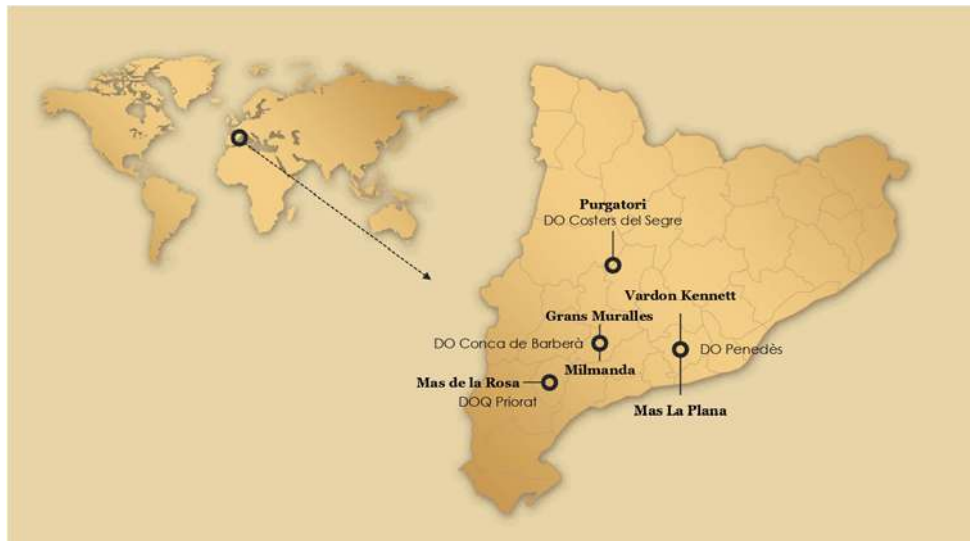 Purgatori
DO Costers del Segre
Vardon Kennett
Grans Muralles
DO Conca de Barberà
DO Penedès
Milmanda
Mas de la Rosa
DOQ Priorat
Mas La Plana